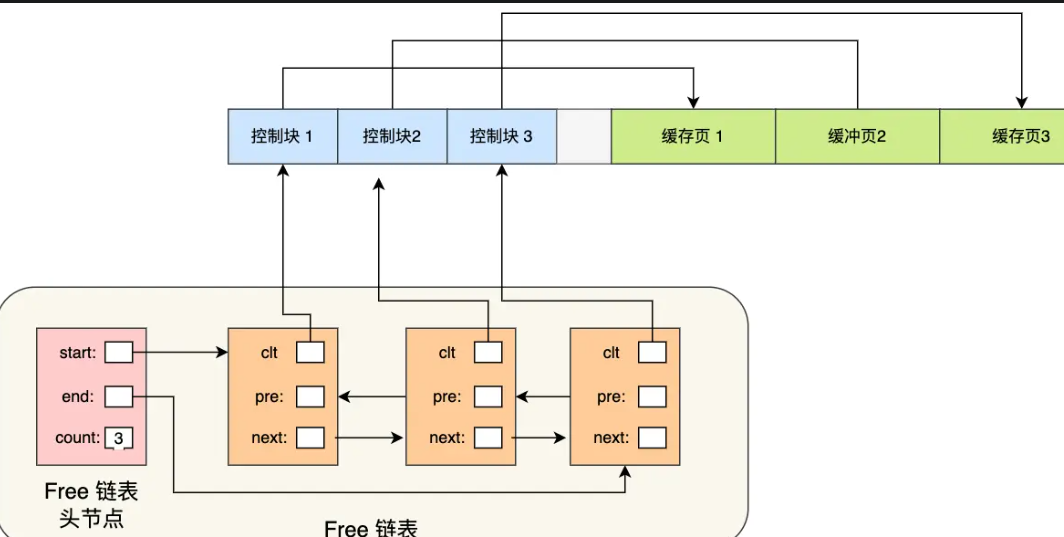 控制块 1
控制块2
控制块 3
缓存页 1
缓冲页2
缓存页3
start:
end:
count: 3
clt
pre:
next:
clt
pre:
next:
clt
pre:
next:
Free 链表
头节点
Free 链表